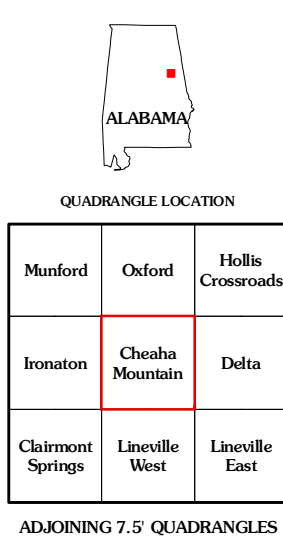 ALABAMA
QUADRANGLE LOCATION
Munford
Oxford
Hollis
Crossroads
Ironaton
Cheaha
Mountain
Delta
Clairmont
Springs
Lineville
West
Lineville
East
ADJOINING 7.5' QUADRANGLES